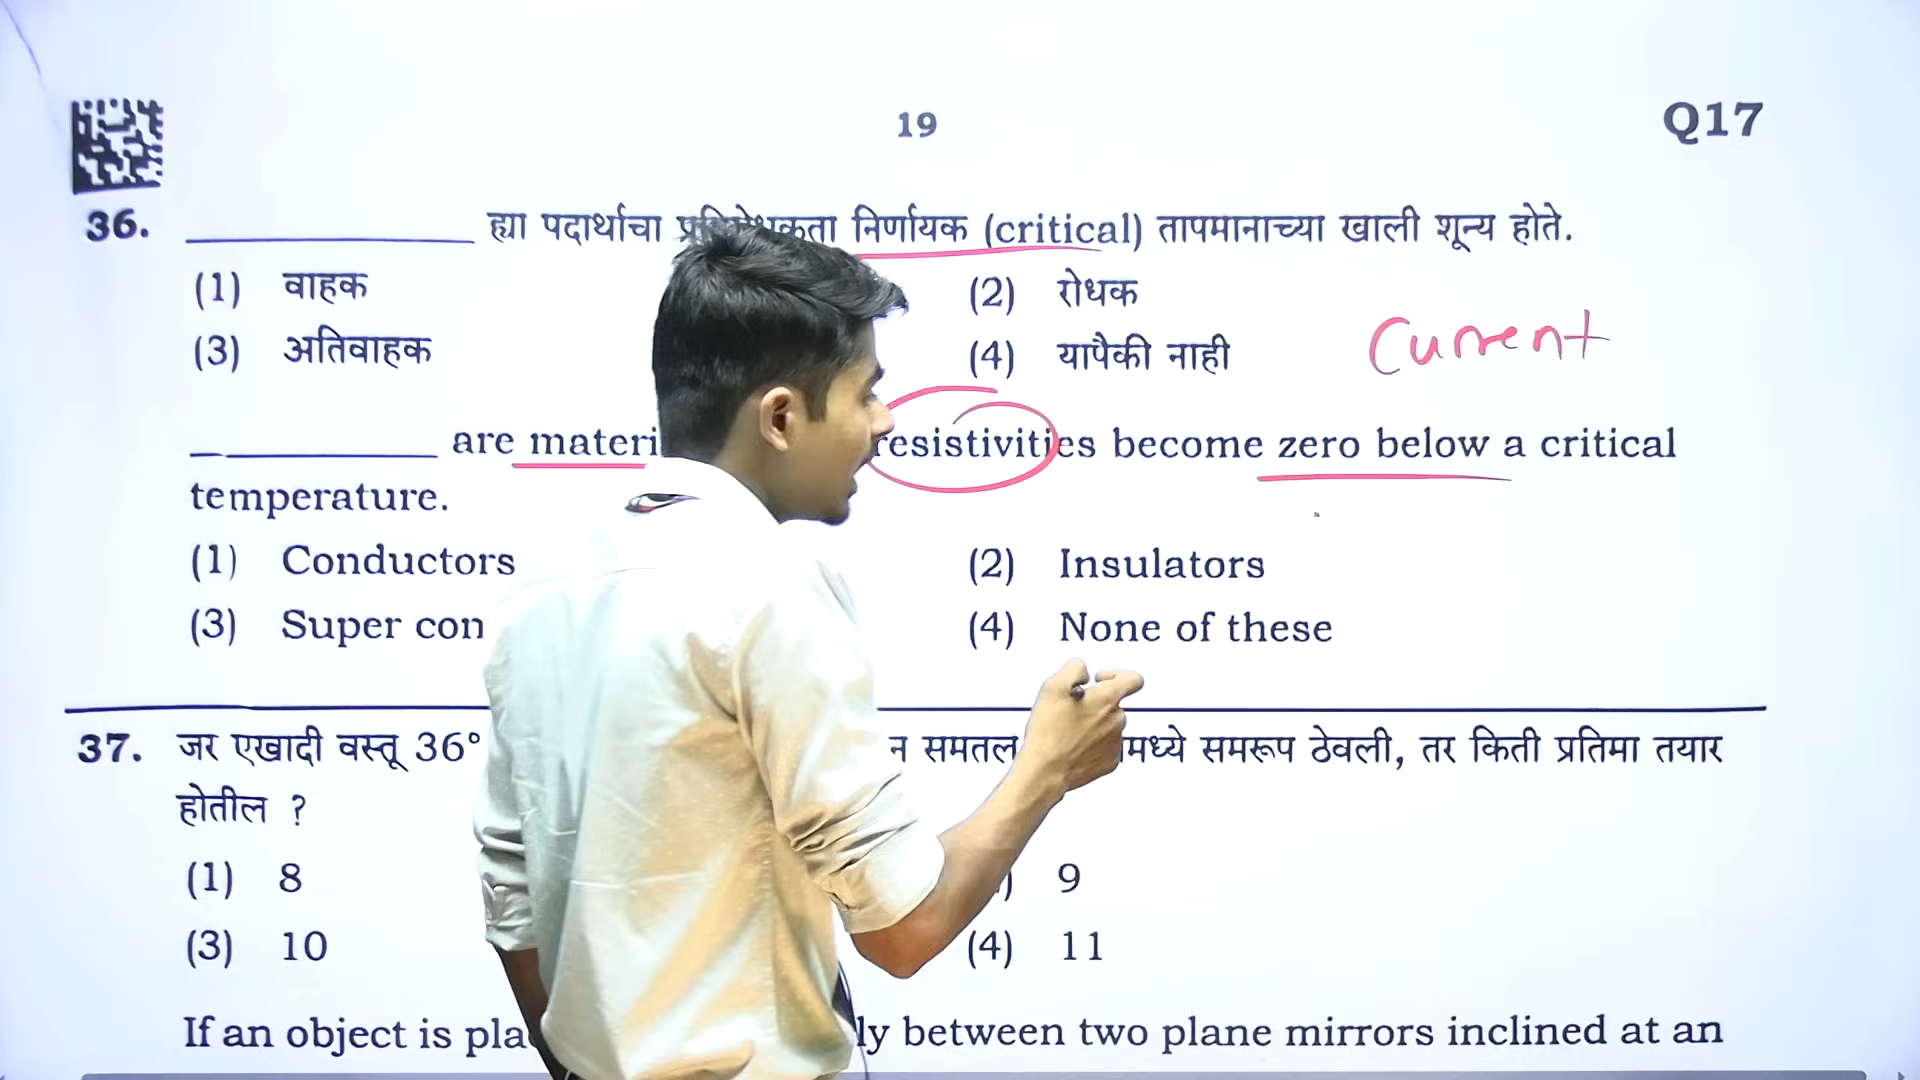 19
Q17
36. __________ ह्या पदार्थाचा निर्णायक (critical) तापमानाच्या खाली शून्य होते.
(1) वाहक
(2) रोधक
(3) अतिवाहक
(4) यापैकी नाही
Current
__________ are materi resistivities become zero below a critical
temperature.
(1) Conductors
(2) Insulators
(3) Super con
(4) None of these
37. जर एखादी वस्तू 36° न समतल मध्ये समरूप ठेवली, तर किती प्रतिमा तयार
होतील ?
(1) 8
9
(3) 10
(4) 11
If an object is pla ly between two plane mirrors inclined at an